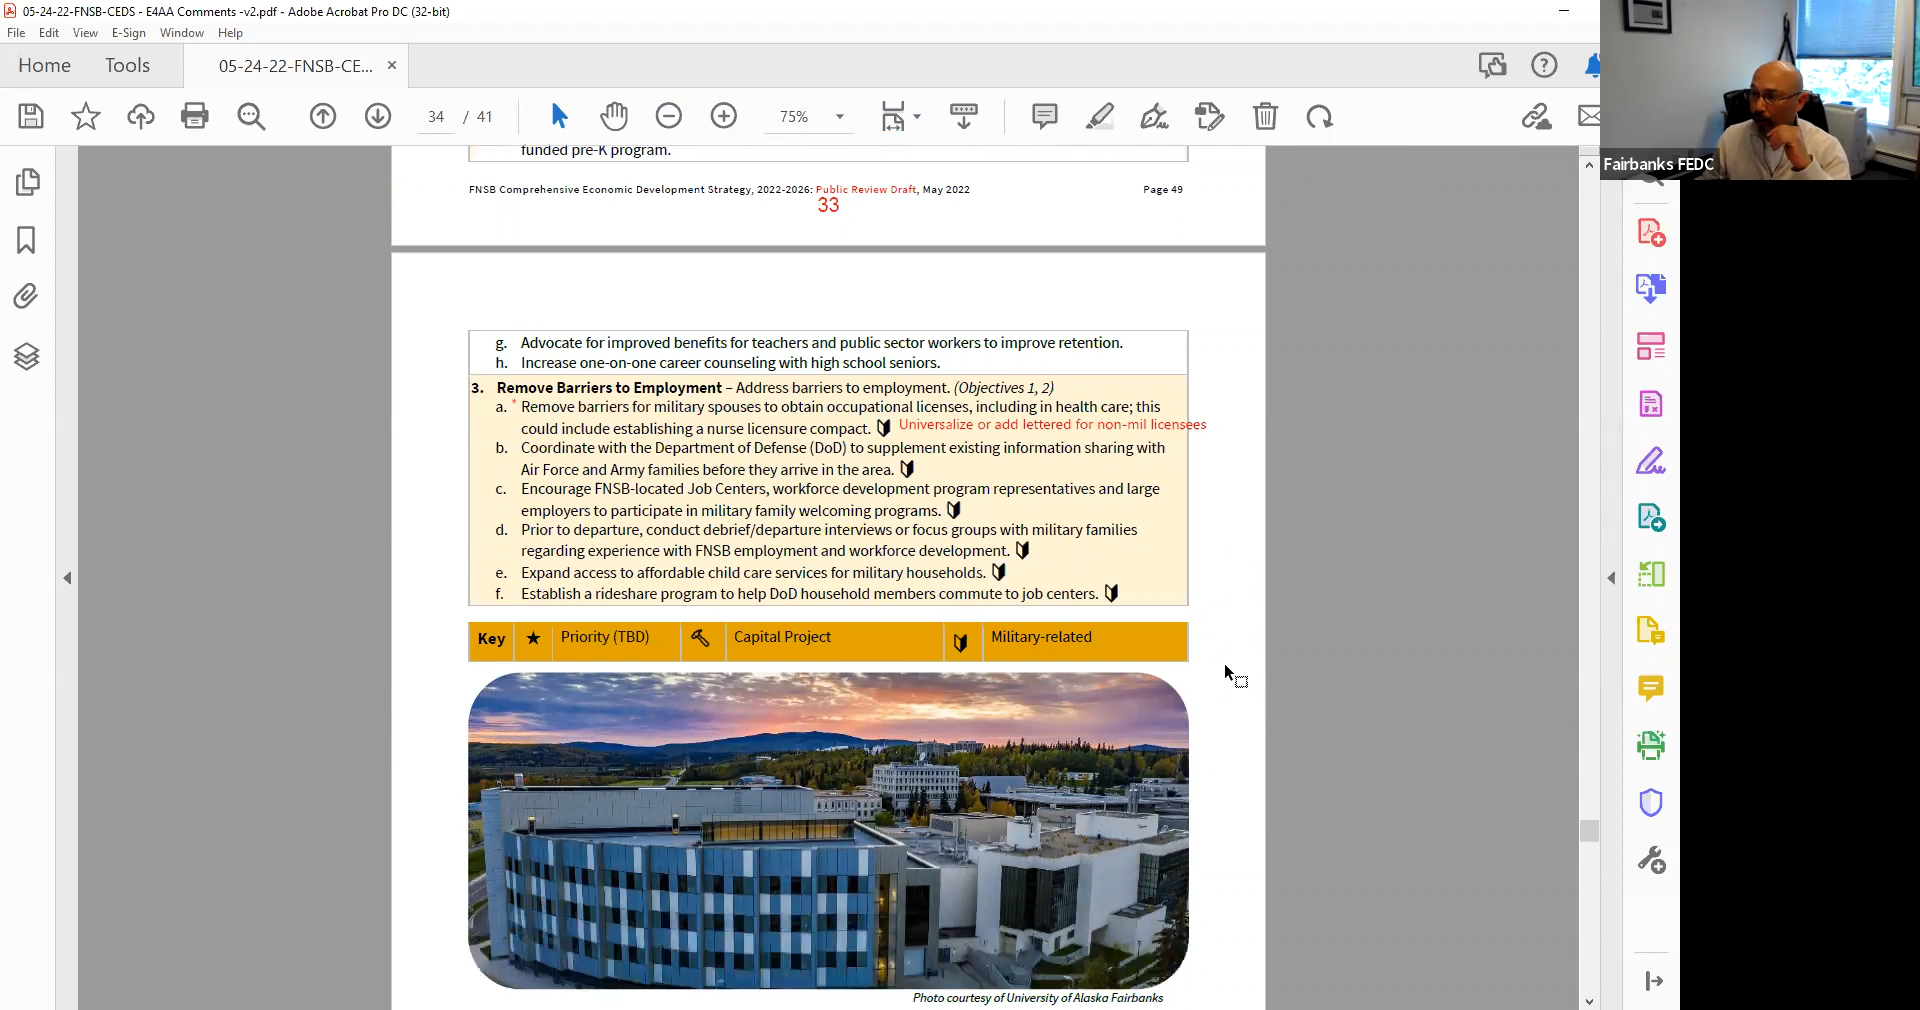 05-24-22-FNSB-CEDS - E4AA Comments -v2.pdf - Adobe Acrobat Pro DC (32-bit)
File Edit View E-Sign Window Help
Home Tools 05-24-22-FNSB-CE... ×
34 / 41 75%
Fairbanks FEDC
funded pre-K program.
FNSB Comprehensive Economic Development Strategy, 2022-2026: Public Review Draft, May 2022 Page 49
33
g. Advocate for improved benefits for teachers and public sector workers to improve retention.
h. Increase one-on-one career counseling with high school seniors.
3. Remove Barriers to Employment – Address barriers to employment. (Objectives 1, 2)
a. * Remove barriers for military spouses to obtain occupational licenses, including in health care; this
could include establishing a nurse licensure compact. Universalize or add lettered for non-mil licensees
b. Coordinate with the Department of Defense (DoD) to supplement existing information sharing with
Air Force and Army families before they arrive in the area.
c. Encourage FNSB-located Job Centers, workforce development program representatives and large
employers to participate in military family welcoming programs.
d. Prior to departure, conduct debrief/departure interviews or focus groups with military families
regarding experience with FNSB employment and workforce development.
e. Expand access to affordable child care services for military households.
f. Establish a rideshare program to help DoD household members commute to job centers.
Key ★ Priority (TBD) Capital Project Military-related
Photo courtesy of University of Alaska Fairbanks